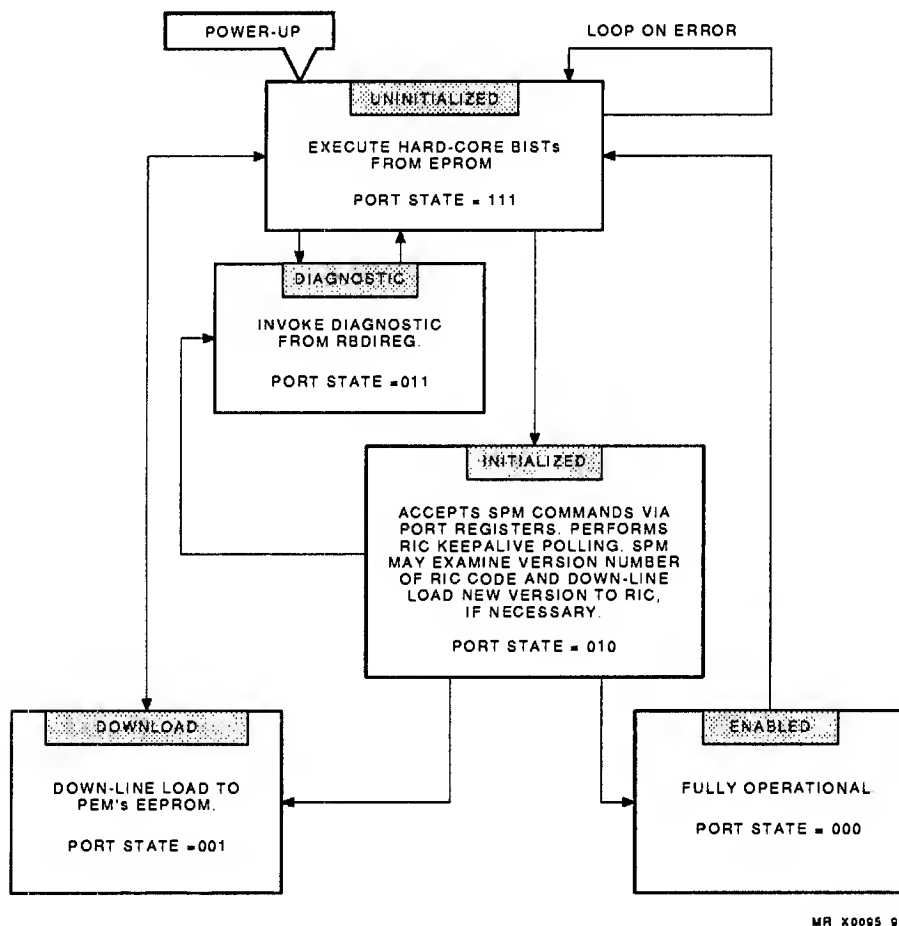 POWER-UP
LOOP ON ERROR
UNINITIALIZED
EXECUTE HARD-CORE BISTs
FROM EPROM
PORT STATE = 111
DIAGNOSTIC
INVOKE DIAGNOSTIC
FROM RBDIREG.
PORT STATE =011
INITIALIZED
ACCEPTS SPM COMMANDS VIA
PORT REGISTERS. PERFORMS
RIC KEEPALIVE POLLING. SPM
MAY EXAMINE VERSION NUMBER
OF RIC CODE AND DOWN-LINE
LOAD NEW VERSION TO RIC,
IF NECESSARY.
PORT STATE = 010
DOWNLOAD
DOWN-LINE LOAD TO
PEM's EEPROM.
PORT STATE =001
ENABLED
FULLY OPERATIONAL
PORT STATE = 000
MR X0095 9